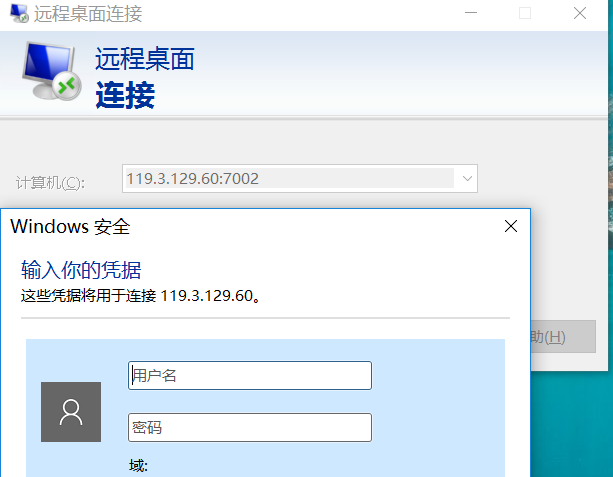 远程桌面连接
远程桌面
连接
计算机(C):
119.3.129.60:7002
Windows 安全
输入你的凭据
这些凭据将用于连接 119.3.129.60。
助(H)
用户名
密码
域: